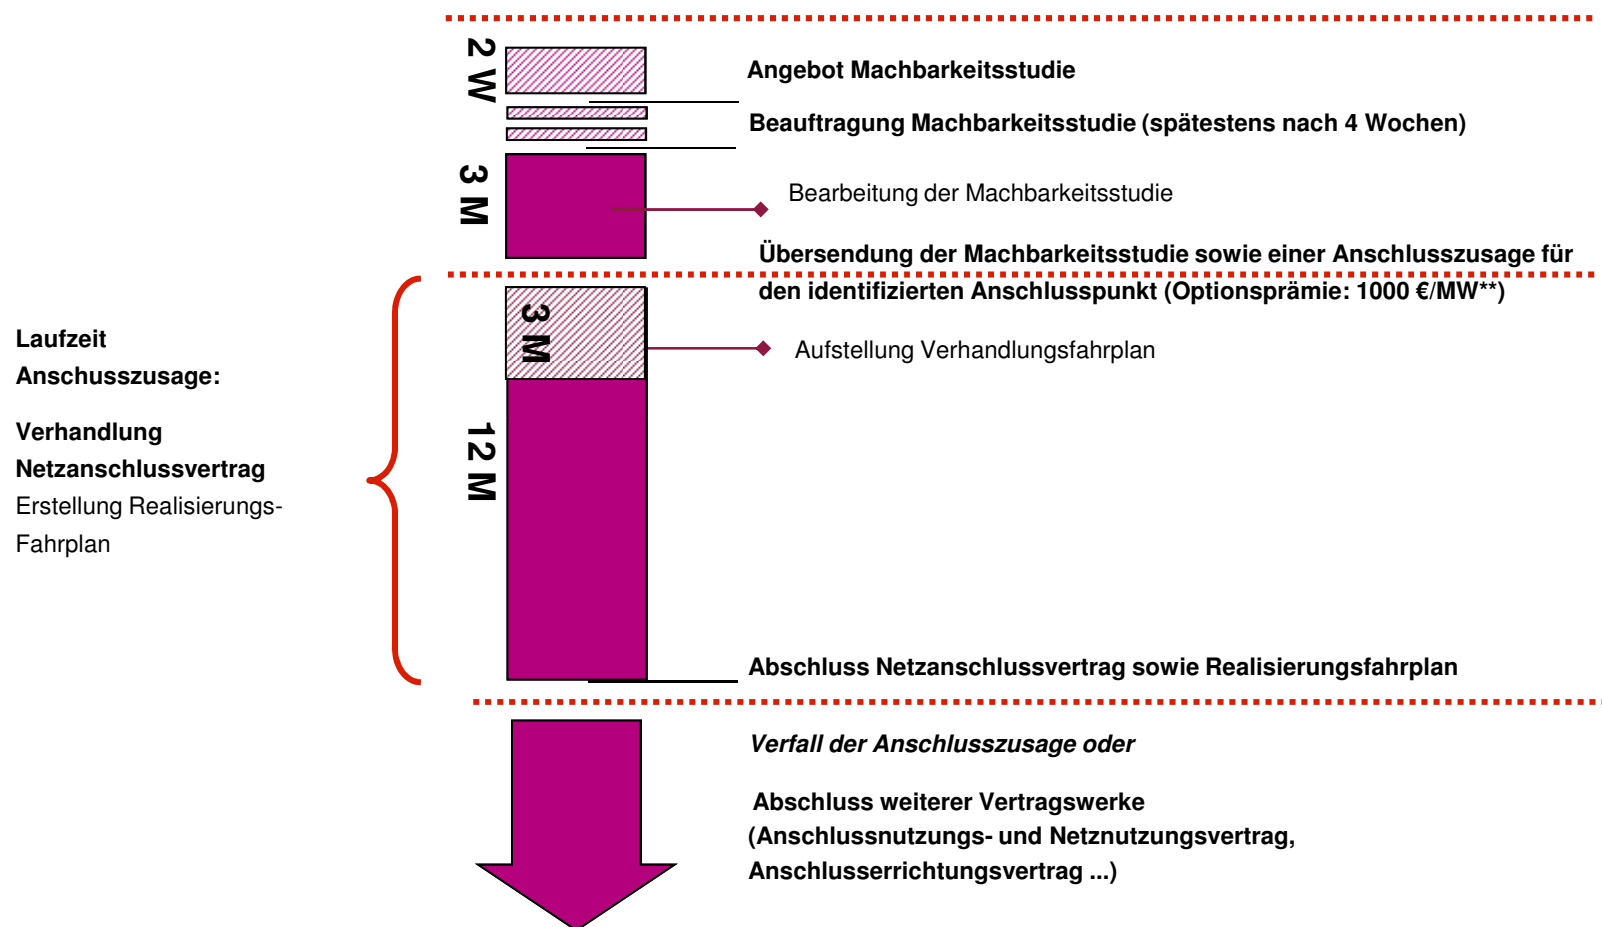 2 W
Angebot Machbarkeitsstudie
Beauftragung Machbarkeitsstudie (spätestens nach 4 Wochen)
3 M
Bearbeitung der Machbarkeitsstudie
Übersendung der Machbarkeitsstudie sowie einer Anschlusszusage für
den identifizierten Anschlusspunkt (Optionsprämie: 1000 €/MW**)
3 M
Aufstellung Verhandlungsfahrplan
Laufzeit
Anschusszusage:
Verhandlung
Netzanschlussvertrag
Erstellung Realisierungs-
Fahrplan
12 M
Abschluss Netzanschlussvertrag sowie Realisierungsfahrplan
Verfall der Anschlusszusage oder
Abschluss weiterer Vertragswerke
(Anschlussnutzungs- und Netznutzungsvertrag,
Anschlusserrichtungsvertrag ...)